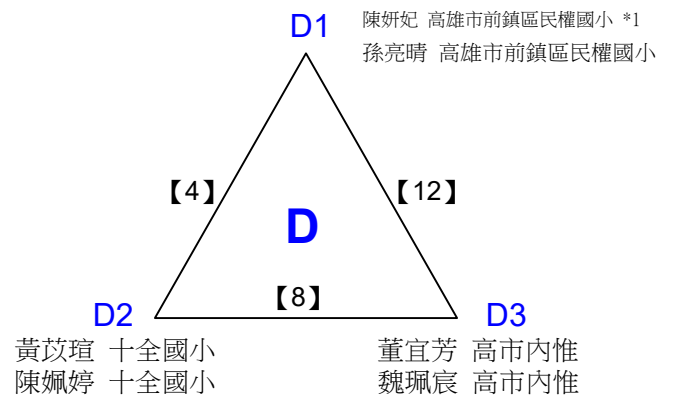 D1
陳妍妃 高雄市前鎮區民權國小 *1
孫亮晴 高雄市前鎮區民權國小
【4】
【12】
D
【8】
D2
D3
黃苡瑄 十全國小
董宜芳 高市內惟
陳姵婷 十全國小
魏珮宸 高市內惟